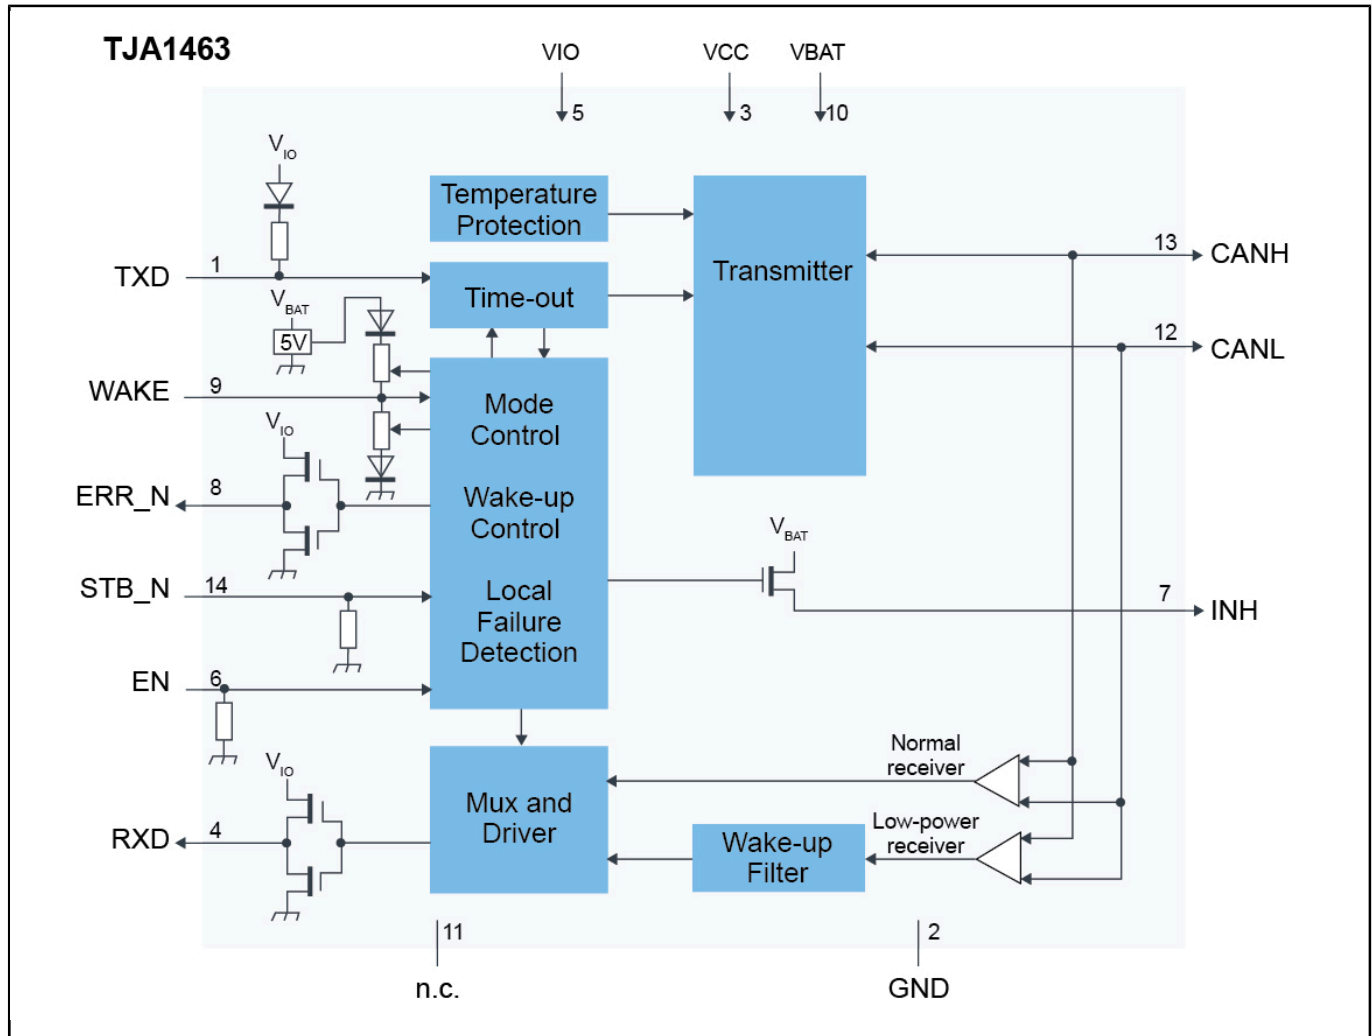 TJA1463
VIO
VCC
VBAT
5
3
10
VIO
Temperature
Protection
Transmitter
13
CANH
TXD
1
Time-out
VBAT
5V
12
CANL
WAKE
9
Mode
Control
VIO
ERR_N
8
Wake-up
Control
VBAT
STB_N
14
Local
Failure
Detection
7
INH
EN
6
Normal
receiver
VIO
Mux and
Driver
RXD
4
Low-power
receiver
Wake-up
Filter
11
2
n.c.
GND